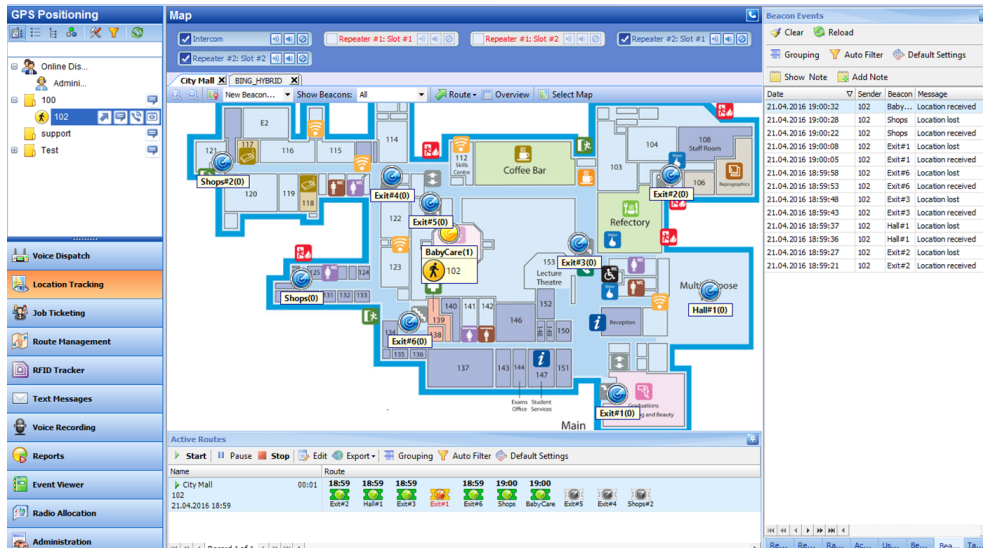 GPS Positioning
Online Dis...
Admini...
100
102
support
Test
Voice Dispatch
Location Tracking
Job Ticketing
Route Management
RFID Tracker
Text Messages
Voice Recording
Reports
Event Viewer
Radio Allocation
Administration
Map
Intercom
Repeater #1: Slot #1
Repeater #1: Slot #2
Repeater #2: Slot #1
Repeater #2: Slot #2
City Mall X BING_HYBRID X
New Beacon... Show Beacons: All Route Overview Select Map
E2
121
117
116
115
114
112
Skills
Centre
Coffee Bar
103
104
108
Staff Room
106
Reprographics
Shops#2(0)
120
119
118
Exit#4(0)
Exit#2(0)
122
Exit#5(0)
Refectory
BabyCare(1)
102
123
153
Lecture
Theatre
Exit#3(0)
125
124
Shops(0)
131 132 133
Hall#1(0)
140 141 142
139
138
146
152
150
Reception
134
Exit#6(0)
135 136
137
143 144
147
151
Exams
Office
Student
Services
Exit#1(0)
Main
Active Routes
Start Pause Stop Edit Export Grouping Auto Filter Default Settings
Name Route
City Mall 00:01
102
21.04.2016 18:59
18:59 18:59 18:59 18:59 19:00 19:00
Exit#2 Hall#1 Exit#3 Exit#1 Exit#6 Shops BabyCare Exit#5 Exit#4 Shops#2
Record 1 of 1
Beacon Events
Clear Reload
Grouping Auto Filter Default Settings
Show Note Add Note
Date Sender Beacon Message
21.04.2016 19:00:32 102 Baby... Location received
21.04.2016 19:00:28 102 Shops Location lost
21.04.2016 19:00:22 102 Shops Location received
21.04.2016 19:00:08 102 Exit#1 Location lost
21.04.2016 19:00:05 102 Exit#1 Location received
21.04.2016 18:59:58 102 Exit#6 Location lost
21.04.2016 18:59:53 102 Exit#6 Location received
21.04.2016 18:59:48 102 Exit#3 Location lost
21.04.2016 18:59:43 102 Exit#3 Location received
21.04.2016 18:59:37 102 Hall#1 Location lost
21.04.2016 18:59:36 102 Hall#1 Location received
21.04.2016 18:59:27 102 Exit#2 Location lost
21.04.2016 18:59:21 102 Exit#2 Location received
Re... Re... Ra... Ac... Us... Be... Bea... Ta...